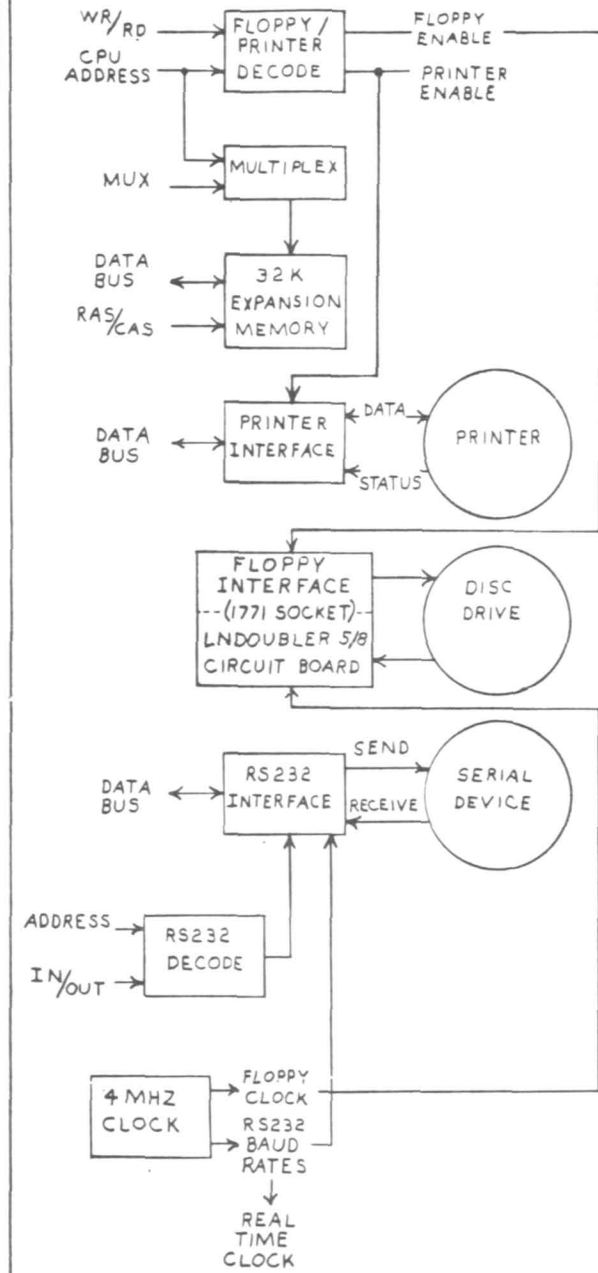 WR/RD
FLOPPY/
PRINTER
DECODE
FLOPPY
ENABLE
CPU
ADDRESS
PRINTER
ENABLE
MUX
MULTIPLEX
DATA
BUS
RAS/CAS
32K
EXPANSION
MEMORY
DATA
BUS
PRINTER
INTERFACE
DATA
STATUS
PRINTER
FLOPPY
INTERFACE
---(1771 SOCKET)---
LNDOUBLER 5/8
CIRCUIT BOARD
DISC
DRIVE
DATA
BUS
RS232
INTERFACE
SEND
RECEIVE
SERIAL
DEVICE
ADDRESS
IN/OUT
RS232
DECODE
4 MHZ
CLOCK
FLOPPY
CLOCK
RS232
BAUD
RATES
REAL
TIME
CLOCK